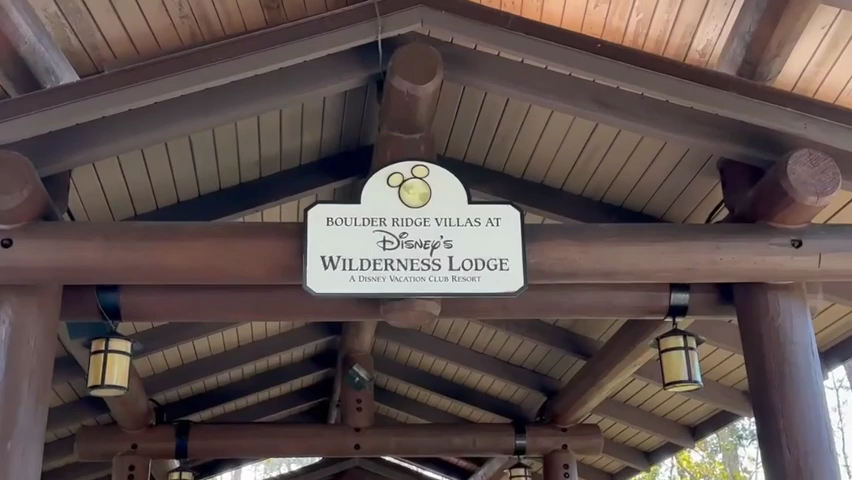 BOULDER RIDGE VILLAS AT
Disney's
WILDERNESS LODGE
A DISNEY VACATION CLUB RESORT